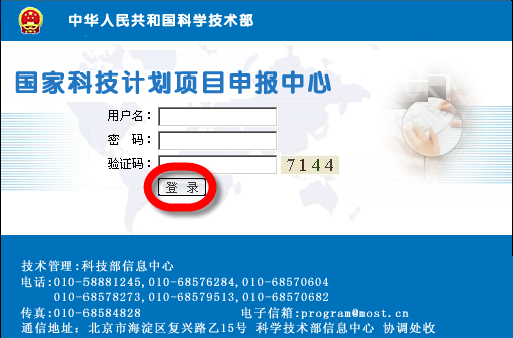 中华人民共和国科学技术部
国家科技计划项目申报中心
用户名：
密 码：
验证码： 7144
登 录
技术管理:科技部信息中心
电话:010-58881245,010-68576284,010-68570604
010-68578273,010-68579513,010-68570682
传真:010-68584828 电子信箱:program@most.cn
通信地址: 北京市海淀区复兴路乙15号 科学技术部信息中心 协调处收